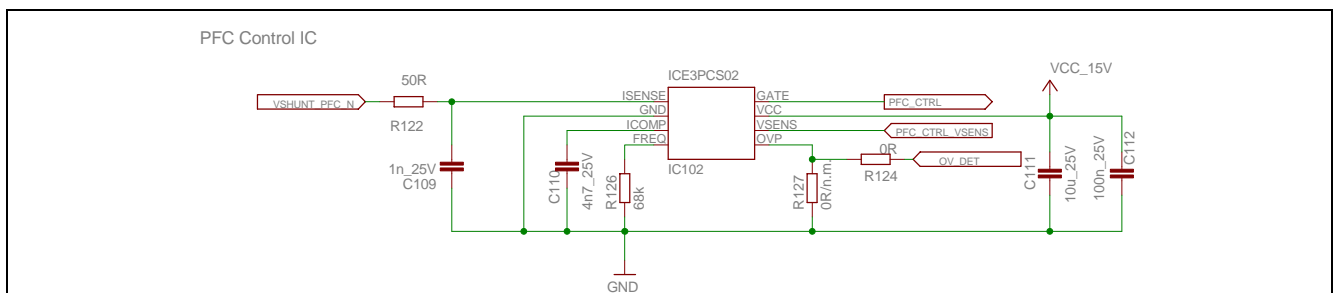 PFC Control IC
VCC_15V
50R
ICE3PCS02
VSHUNT_PFC_N
ISENSE
GATE
PFC_CTRL
GND
VCC
R122
ICOMP
VSENS
PFC_CTRL_VSENS
FREQ
OVP
0R
OV_DET
1n_25V
C109
C110
4n7_25V
R126
68k
IC102
R127
0R/n.m.
R124
C111
10u_25V
100n_25V
C112
GND